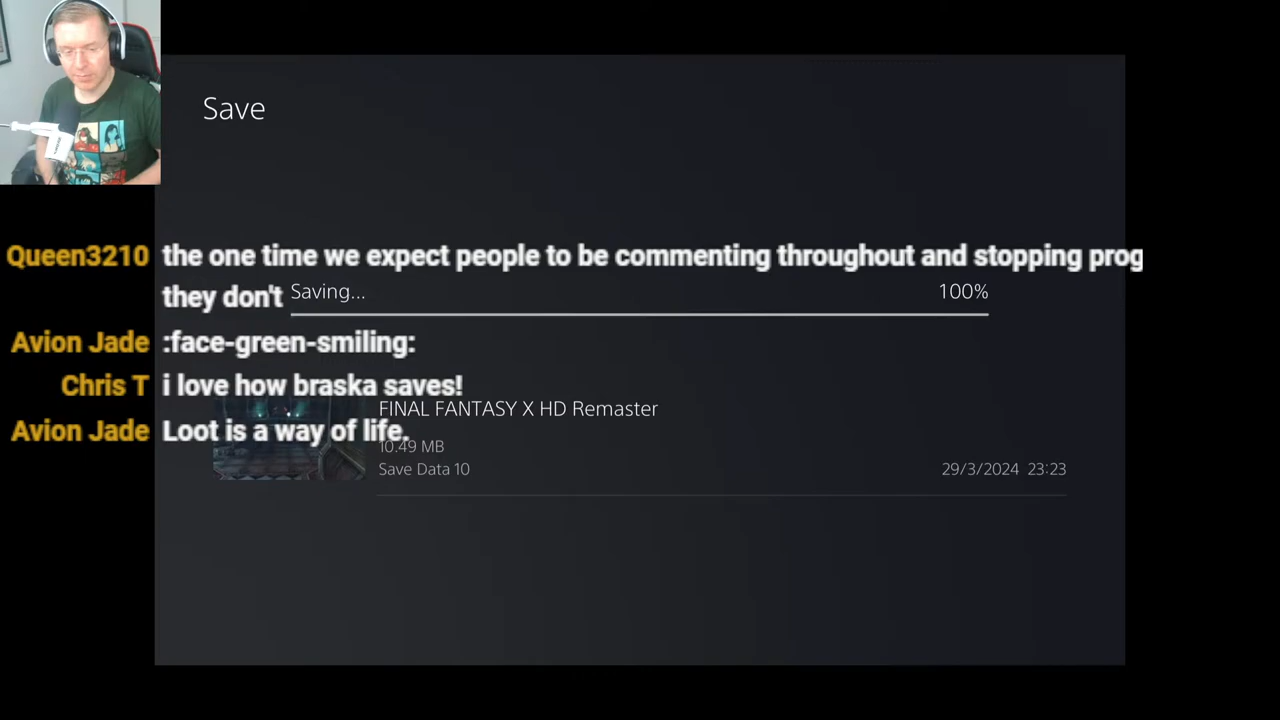 Save
Queen3210 the one time we expect people to be commenting throughout and stopping prog
they don't
Saving... 100%
Avion Jade :face-green-smiling:
Chris T i love how braska saves!
FINAL FANTASY X HD Remaster
Avion Jade Loot is a way of life.
10.49 MB
Save Data 10 29/3/2024 23:23